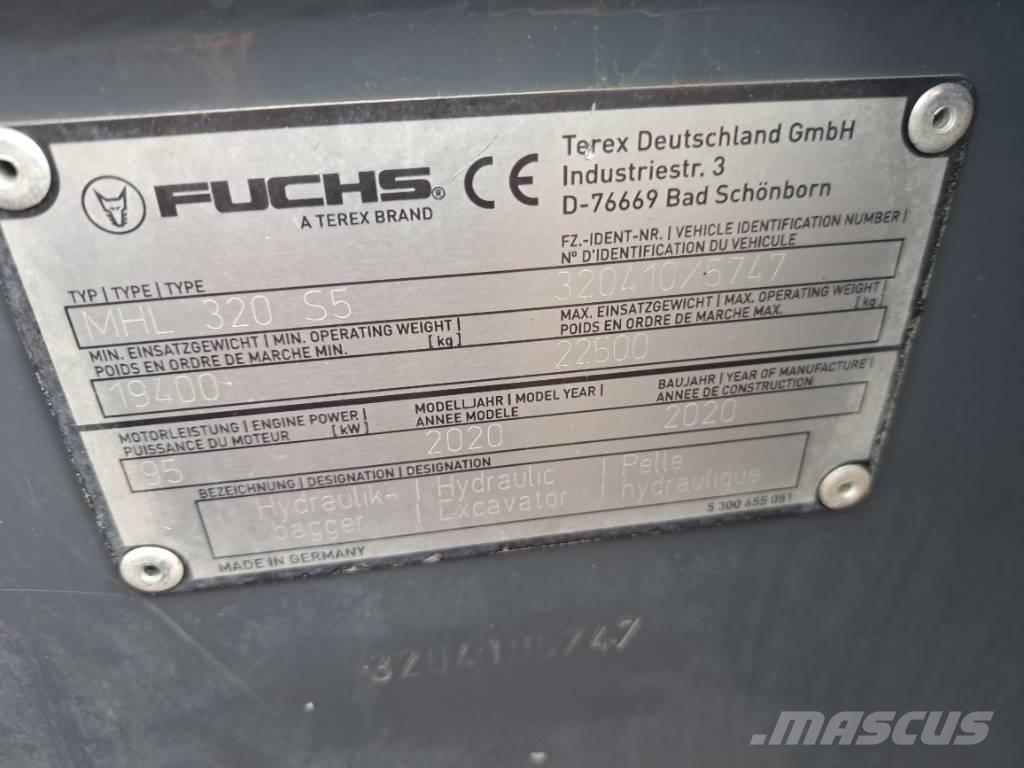 FUCHS®
A TEREX BRAND
CE
Terex Deutschland GmbH
Industriestr. 3
D-76669 Bad Schönborn
FZ.-IDENT-NR. | VEHICLE IDENTIFICATION NUMBER |
N° D'IDENTIFICATION DU VEHICULE
TYP | TYPE | TYPE
MHL 320 S5
320410/5747
MIN. EINSATZGEWICHT | MIN. OPERATING WEIGHT |
POIDS EN ORDRE DE MARCHE MIN. [kg]
19400
MAX. EINSATZGEWICHT | MAX. OPERATING WEIGHT |
POIDS EN ORDRE DE MARCHE MAX. [kg]
22500
MOTORLEISTUNG | ENGINE POWER |
PUISSANCE DU MOTEUR [kW]
95
MODELLJAHR | MODEL YEAR |
ANNEE MODELE
2020
BAUJAHR | YEAR OF MANUFACTURE |
ANNEE DE CONSTRUCTION
2020
BEZEICHNUNG | DESIGNATION | DESIGNATION
Hydraulik- | Hydraulic | Pelle
bagger | Excavator | hydraulique
5 300 655 051
MADE IN GERMANY
3204105747
MASCUS